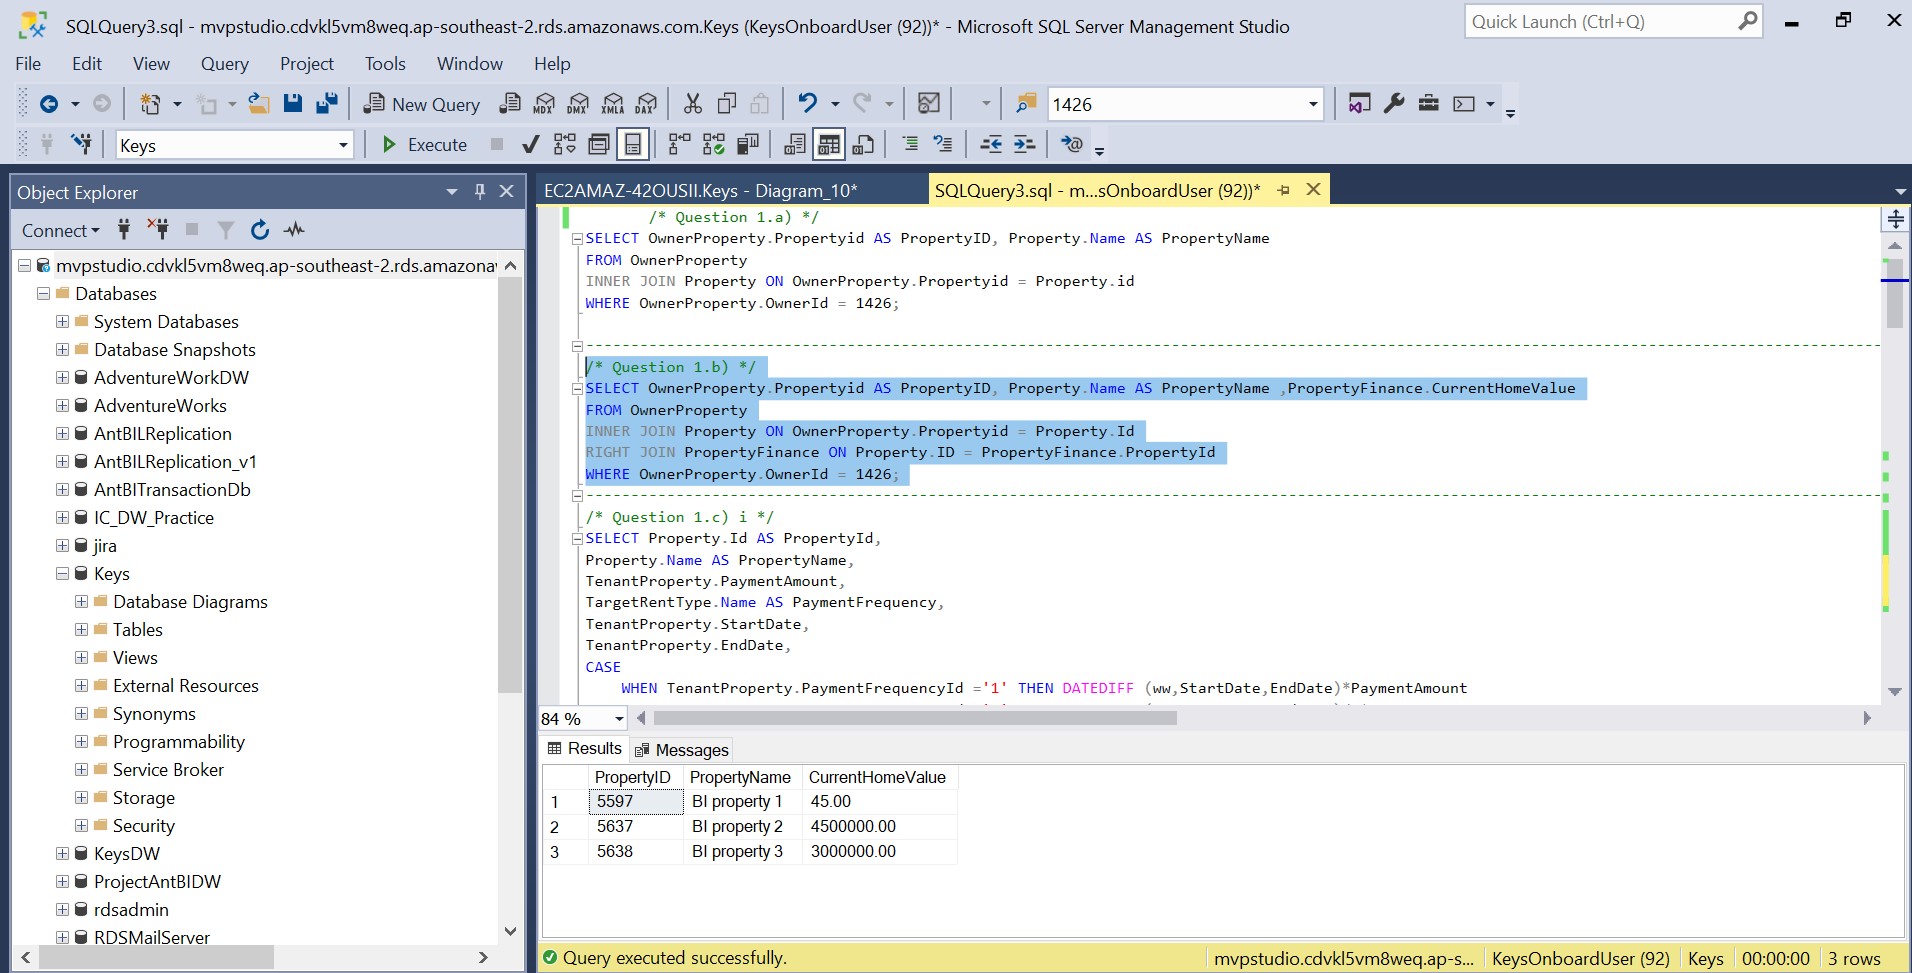 SQLQuery3.sql - mvpstudio.cdvkl5vm8weq.ap-southeast-2.rds.amazonaws.com.Keys (KeysOnboardUser (92))* - Microsoft SQL Server Management Studio
Quick Launch (Ctrl+Q)
File Edit View Query Project Tools Window Help
New Query MDX DMX XMLA DAX 1426
Keys Execute
Object Explorer
Connect
mvpstudio.cdvkl5vm8weq.ap-southeast-2.rds.amazona
Databases
System Databases
Database Snapshots
AdventureWorkDW
AdventureWorks
AntBILReplication
AntBILReplication_v1
AntBITransactionDb
IC_DW_Practice
jira
Keys
Database Diagrams
Tables
Views
External Resources
Synonyms
Programmability
Service Broker
Storage
Security
KeysDW
ProjectAntBIDW
rdsadmin
RDSMailServer
EC2AMAZ-42OUSII.Keys - Diagram_10*
SQLQuery3.sql - m...sOnboardUser (92))*
/* Question 1.a) */
SELECT OwnerProperty.Propertyid AS PropertyID, Property.Name AS PropertyName
FROM OwnerProperty
INNER JOIN Property ON OwnerProperty.Propertyid = Property.id
WHERE OwnerProperty.OwnerId = 1426;
/* Question 1.b) */
SELECT OwnerProperty.Propertyid AS PropertyID, Property.Name AS PropertyName ,PropertyFinance.CurrentHomeValue
FROM OwnerProperty
INNER JOIN Property ON OwnerProperty.Propertyid = Property.Id
RIGHT JOIN PropertyFinance ON Property.ID = PropertyFinance.PropertyId
WHERE OwnerProperty.OwnerId = 1426;
/* Question 1.c) i */
SELECT Property.Id AS PropertyId,
Property.Name AS PropertyName,
TenantProperty.PaymentAmount,
TargetRentType.Name AS PaymentFrequency,
TenantProperty.StartDate,
TenantProperty.EndDate,
CASE
WHEN TenantProperty.PaymentFrequencyId ='1' THEN DATEDIFF (ww,StartDate,EndDate)*PaymentAmount
84 %
Results Messages
PropertyID PropertyName CurrentHomeValue
1 5597 BI property 1 45.00
2 5637 BI property 2 4500000.00
3 5638 BI property 3 3000000.00
Query executed successfully.
mvpstudio.cdvkl5vm8weq.ap-s... KeysOnboardUser (92) Keys 00:00:00 3 rows